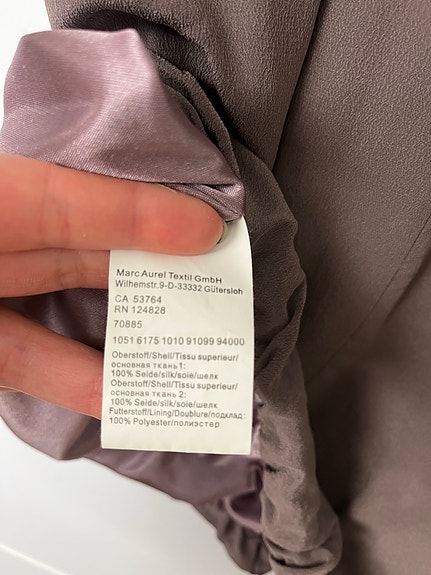 Marc Aurel Textil GmbH
Wilhemstr.9-D-33332 Gütersloh
CA 53764
RN 124828
70885
1051 6175 1010 91099 94000
Oberstoff/Shell/Tissu superieur/
основная ткань 1:
100% Seide/silk/soie/шелк
Oberstoff/Shell/Tissu superieur/
основная ткань 2:
100% Seide/silk/soie/шелк
Futterstoff/Lining/Doublure/подклад:
100% Polyester/полиэстер